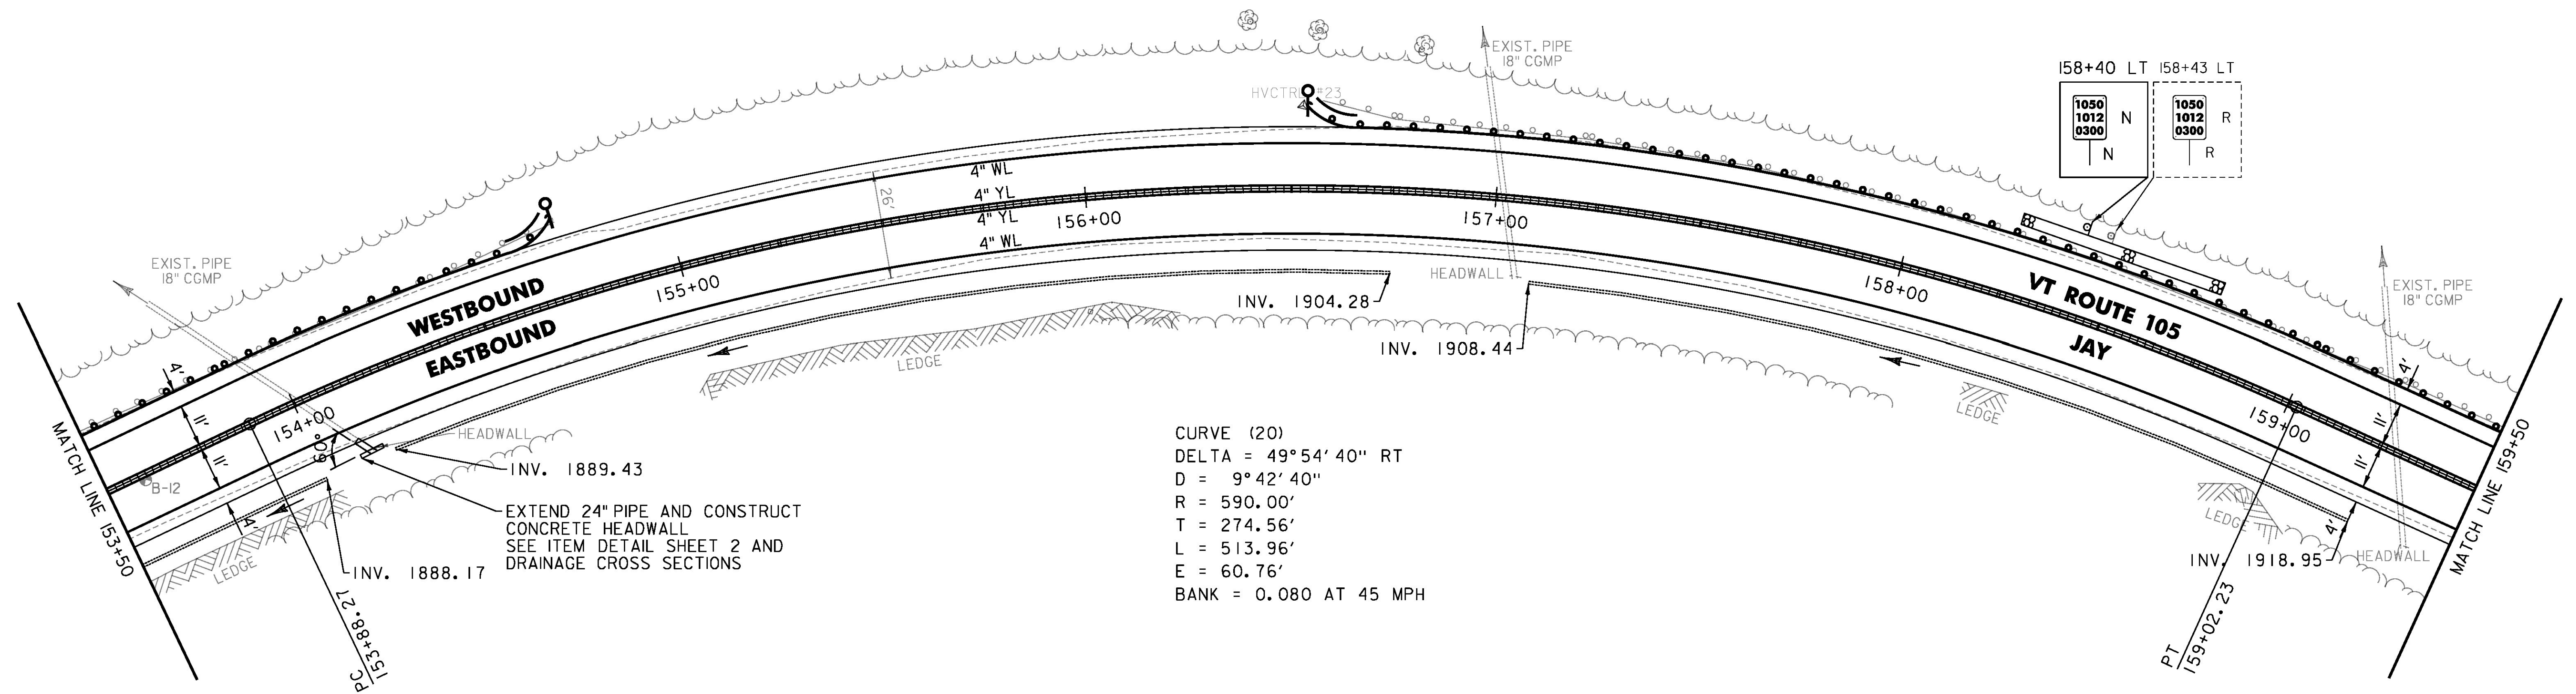 EXIST. PIPE
18" CGMP
158+40 LT
158+43 LT
1050
1012
0300
N
N
1050
1012
0300
R
R
HVCTRL #23
4" WL
26'
4" YL
4" YL
4" WL
156+00
157+00
EXIST. PIPE
18" CGMP
155+00
HEADWALL
158+00
EXIST. PIPE
18" CGMP
WESTBOUND
EASTBOUND
INV. 1904.28
VT ROUTE 105
JAY
INV. 1908.44
LEDGE
4'
11'
11'
4'
154+00
60°
HEADWALL
INV. 1889.43
B-12
MATCH LINE 153+50
EXTEND 24" PIPE AND CONSTRUCT
CONCRETE HEADWALL
SEE ITEM DETAIL SHEET 2 AND
DRAINAGE CROSS SECTIONS
LEDGE
INV. 1888.17
PC
153+88.27
CURVE (20)
DELTA = 49°54'40" RT
D = 9°42'40"
R = 590.00'
T = 274.56'
L = 513.96'
E = 60.76'
BANK = 0.080 AT 45 MPH
LEDGE
4'
11'
11'
4'
159+00
LEDGE
INV. 1918.95
HEADWALL
MATCH LINE 159+50
PT
159+02.23